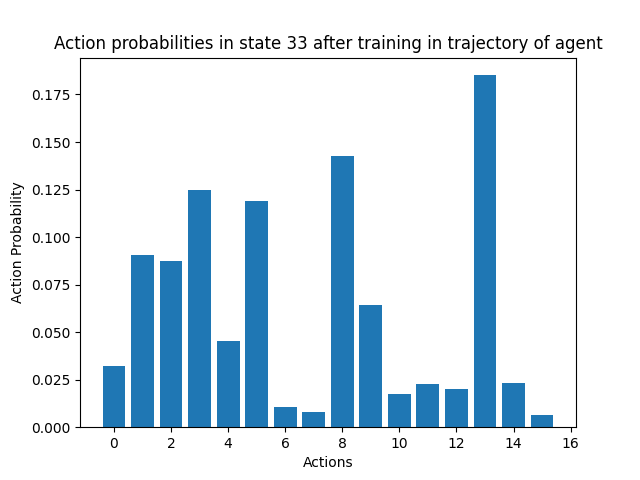 Action probabilities in state 33 after training in trajectory of agent
0.175
0.150
0.125
0.100
0.075
0.050
0.025
0.000
Action Probability
0 2 4 6 8 10 12 14 16
Actions